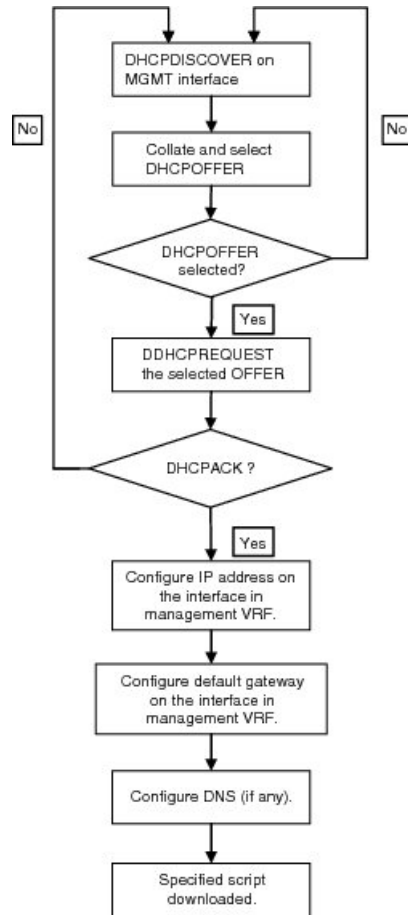 DHCPDISCOVER on
MGMT interface
No
No
Collate and select
DHCPOFFER
DHCPOFFER
selected?
Yes
DDHCPREQUEST
the selected OFFER
DHCPACK ?
Yes
Configure IP address on
the interface in
management VRF.
Configure default gateway
on the interface in
management VRF.
Configure DNS (if any).
Specified script
downloaded.